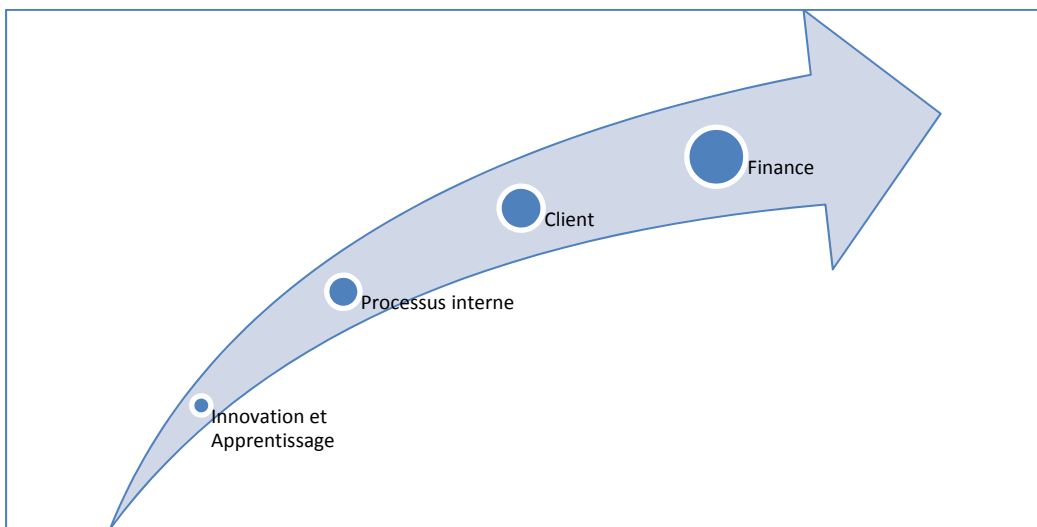 Finance
Client
Processus interne
Innovation et
Apprentissage